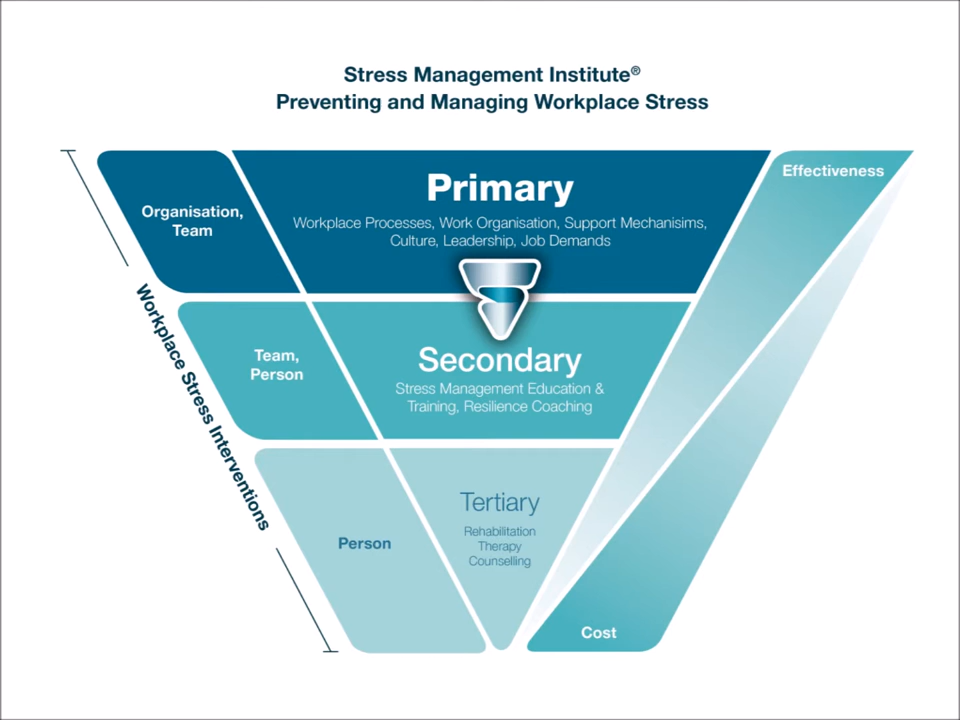 Stress Management Institute®
Preventing and Managing Workplace Stress
Organisation,
Team
Primary
Workplace Processes, Work Organisation, Support Mechanisims,
Culture, Leadership, Job Demands
Effectiveness
Workplace Stress Interventions
Team,
Person
Secondary
Stress Management Education &
Training, Resilience Coaching
Person
Tertiary
Rehabilitation
Therapy
Counselling
Cost